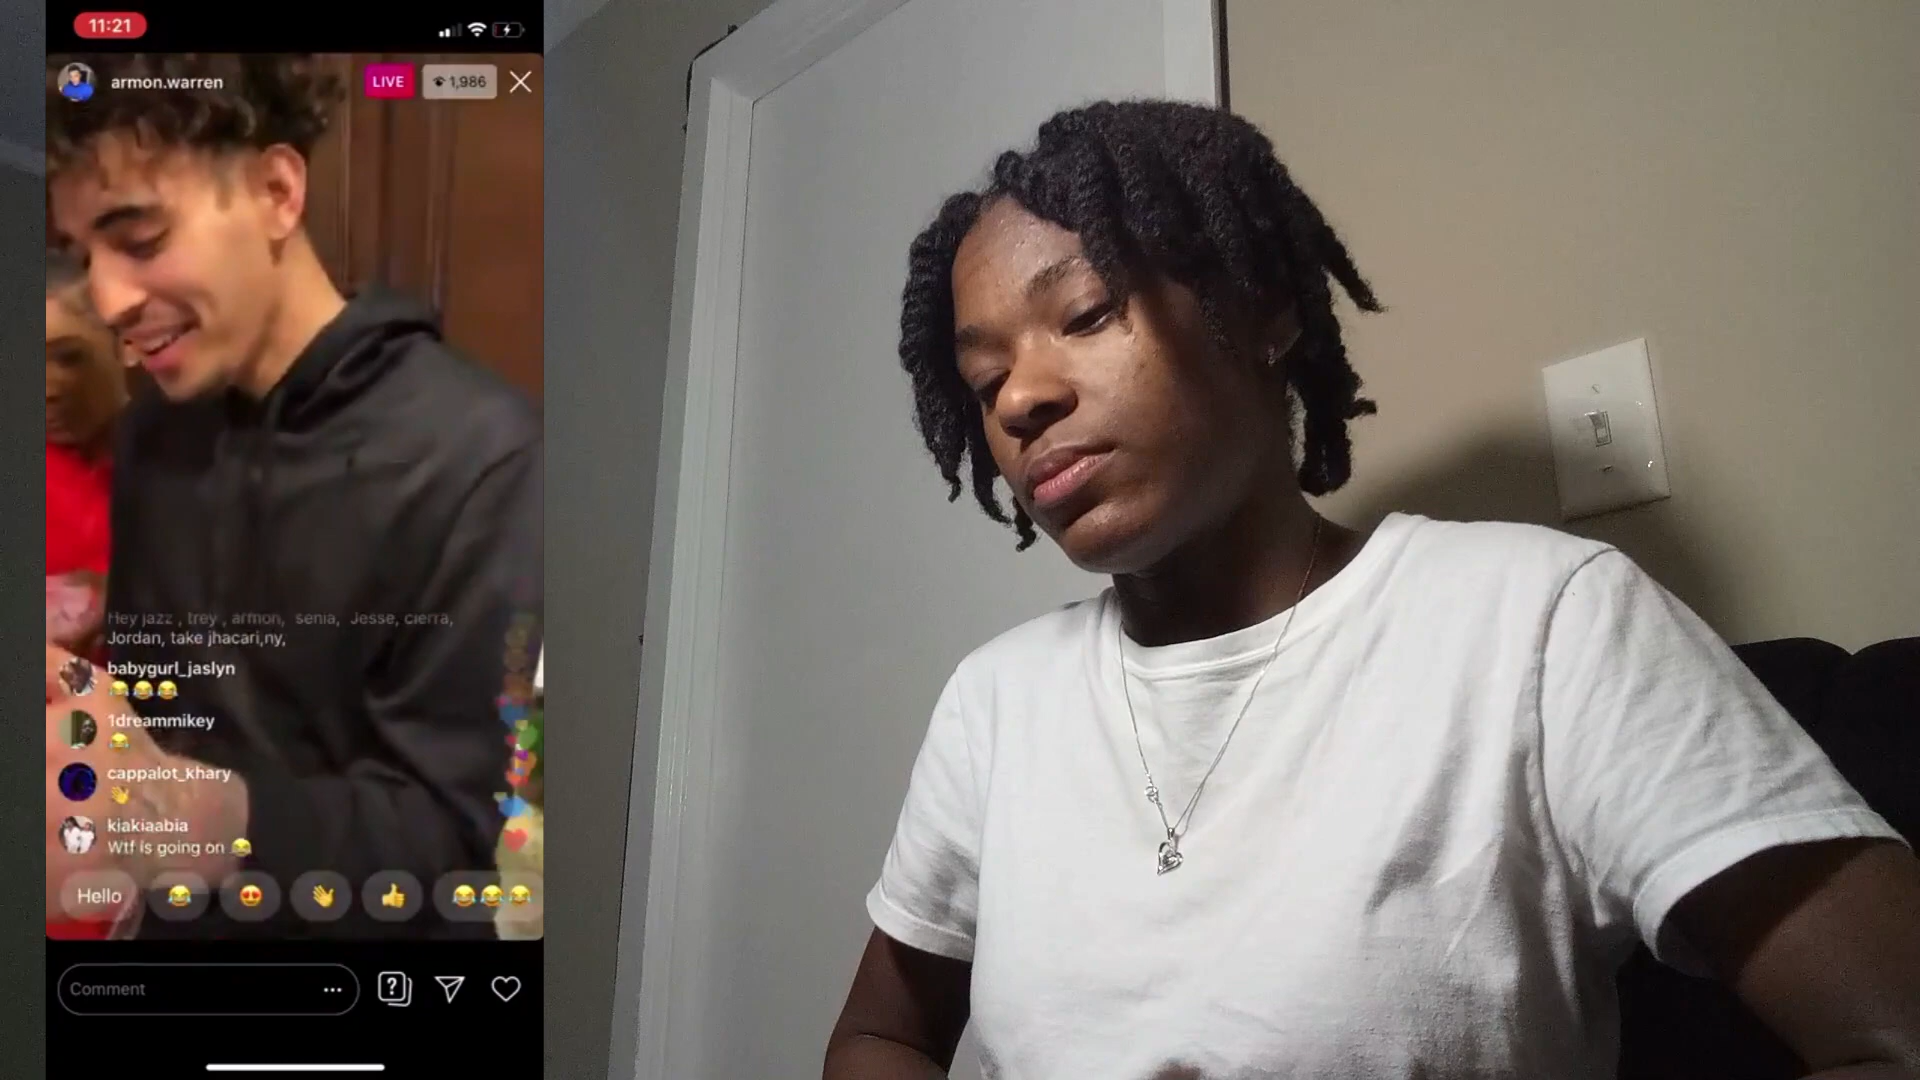 11:21
armon.warren LIVE 1,986
Hey jazz , trey , armon, senia, Jesse, cierra,
Jordan, take jhacari,ny,
babygurl_jaslyn
😂😂😂
1dreammikey
😂
cappalot_khary
👋
kiakiaabia
Wtf is going on 😂
Hello 😂 😍 👋 👍 😂😂😂
Comment ...